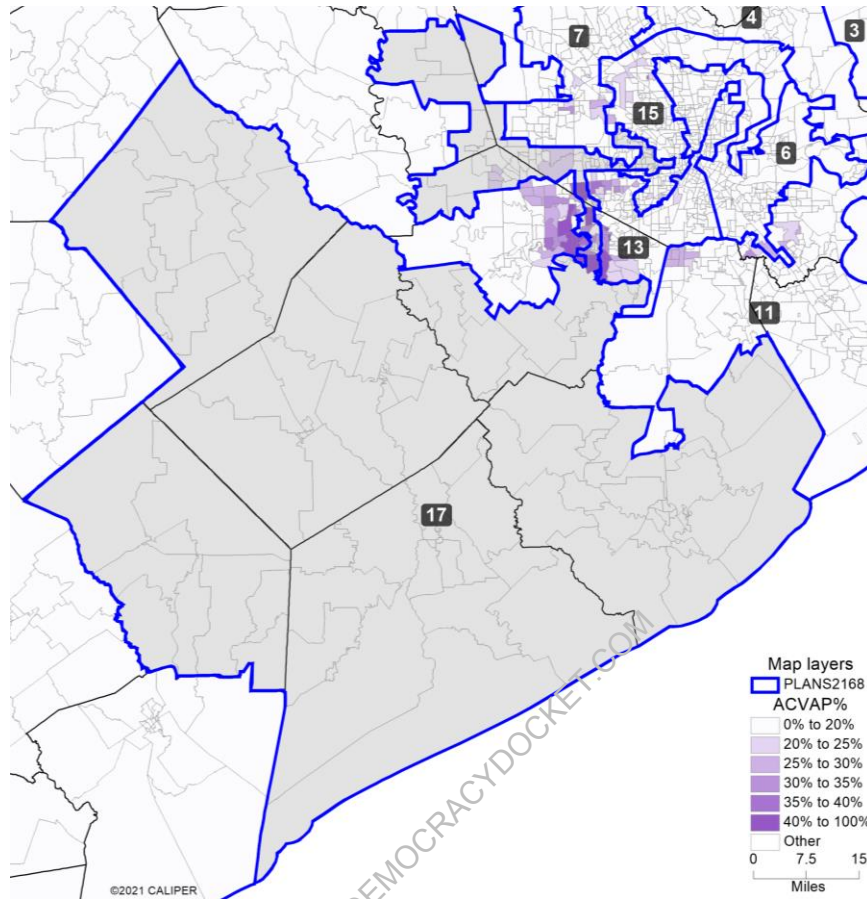 7
4
3
15
6
13
11
17
DEMOCRACYDOCKET.COM
Map layers
PLANS2168
ACVAP%
0% to 20%
20% to 25%
25% to 30%
30% to 35%
35% to 40%
40% to 100%
Other
0 7.5 15
Miles
©2021 CALIPER